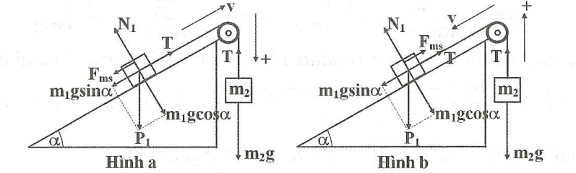 N₁
v
T
T
+
Fms
m₁gsinα
m₂
m₁gcosα
α
P₁
m₂g
Hình a
N₁
v
+
Fms
T
T
m₁gsinα
m₂
m₁gcosα
α
P₁
m₂g
Hình b